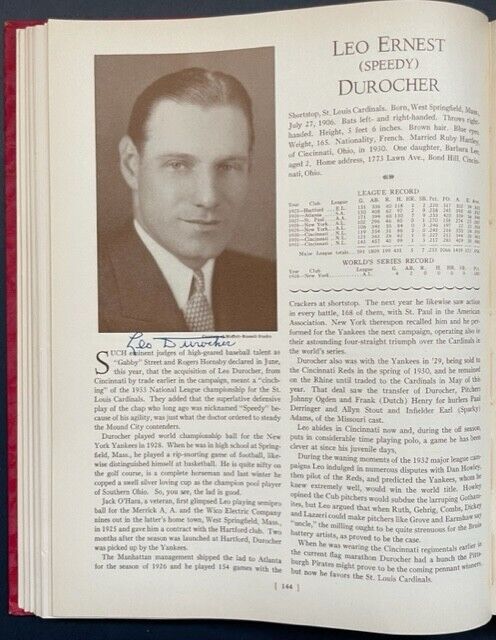 LEO ERNEST
(SPEEDY)
DUROCHER
Shortstop, St. Louis Cardinals. Born, West Springfield, Mass.,
July 27, 1906. Bats left- and right-handed. Throws right-
handed. Height, 5 feet 6 inches. Brown hair. Blue eyes.
Weight, 165. Nationality, French. Married Ruby Hartley,
of Cincinnati, Ohio, in 1930. One daughter, Barbara Lee,
aged 2. Home address, 1773 Lawn Ave., Bond Hill, Cincin-
nati, Ohio.
LEAGUE RECORD
Year Club League G. AB. R. H. HR. SB. Pct. PO. A. E. Ave.
Major League totals
WORLD'S SERIES RECORD
Year Club League G. AB. R. H. HR. SB. Pct.
1928—New York A.L.
Leo Durocher
SUCH eminent judges of high-geared baseball talent as
"Gabby" Street and Rogers Hornsby declared in June,
this year, that the acquisition of Leo Durocher, from
Cincinnati by trade earlier in the campaign, meant a "cinch-
ing" of the 1933 National League championship for the St.
Louis Cardinals. They added that the superlative defensive
play of the chap who long ago was nicknamed "Speedy" be-
cause of his agility, was just what the doctor ordered to steady
the Mound City contenders.
Durocher played world championship ball for the New
York Yankees in 1928. When he was in high school at Spring-
field, Mass., he played a rip-snorting game of football, like-
wise distinguished himself at basketball. He is quite nifty on
the golf course, is a complete horseman and last winter he
copped a swell silver loving cup as the champion pool player
of Southern Ohio. So, you see, the lad is good.
Jack O'Hara, a veteran, first glimpsed Leo playing semipro
ball for the Merrick A. A. and the Wico Electric Company
nines out in the latter's home town, West Springfield, Mass.,
in 1925 and gave him a contract with the Hartford club. Two
months after the season was launched at Hartford, Durocher
was picked up by the Yankees.
The Manhattan management shipped the lad to Atlanta
for the season of 1926 and he played 154 games with the
Crackers at shortstop. The next year he likewise saw action
in every battle, 168 of them, with St. Paul in the American
Association. New York thereupon recalled him and he per-
formed for the Yankees the next campaign, operating also in
their astounding four-straight triumph over the Cardinals in
the world's series.
Durocher also was with the Yankees in '29, being sold to
the Cincinnati Reds in the spring of 1930, and he remained
on the Rhine until traded to the Cardinals in May of the
year. That deal saw the transfer of Durocher, Pitchers
Johnny Ogden and Frank (Dutch) Henry for hurlers Paul
Derringer and Allyn Stout and Infielder Earl (Sparky)
Adams, of the Missouri cast.
Leo abides in Cincinnati now and, during the off season,
puts in considerable time playing polo, a game he has been
clever at since his juvenile days.
During the waning moments of the 1932 major league cam-
paigns Leo indulged in numerous disputes with Dan Howley,
then pilot of the Reds, and predicted the Yankees, whom he
knew extremely well, would win the world title. Howley
opined the Cub pitchers would subdue the larruping Gotham-
ites, but Leo argued that when Ruth, Gehrig, Combs, Dickey
and Lazzeri could make pitchers like Grove and Earnshaw say
"uncle," the milling ought to be quite strenuous for the Bruin
battery artists, as proved to be the case.
When he was wearing the Cincinnati regimentals earlier in
the current flag marathon Durocher had a hunch the Pitts-
burgh Pirates might prove to be the coming pennant winners,
but now he favors the St. Louis Cardinals.
[ 144 ]